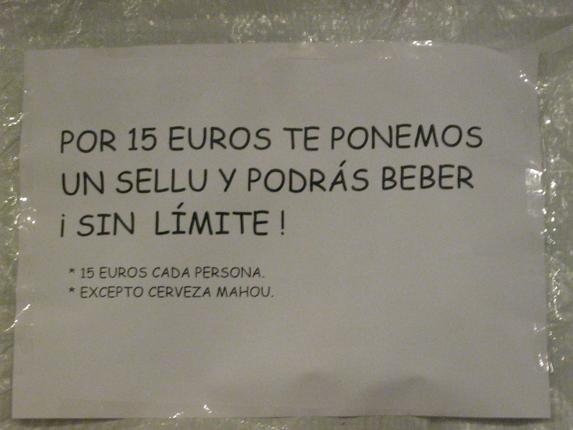 POR 15 EUROS TE PONEMOS
UN SELLU Y PODRÁS BEBER
¡ SIN LÍMITE !
* 15 EUROS CADA PERSONA.
* EXCEPTO CERVEZA MAHOU.